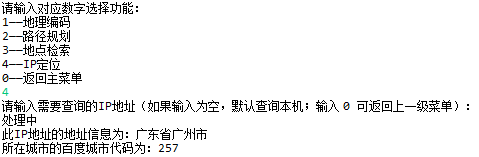 请输入对应数字选择功能:
1——地理编码
2——路径规划
3——地点检索
4——IP定位
0——返回主菜单
4
请输入需要查询的IP地址（如果输入为空，默认查询本机；输入 0 可返回上一级菜单）:
处理中
此IP地址的地址信息为: 广东省广州市
所在城市的百度城市代码为: 257